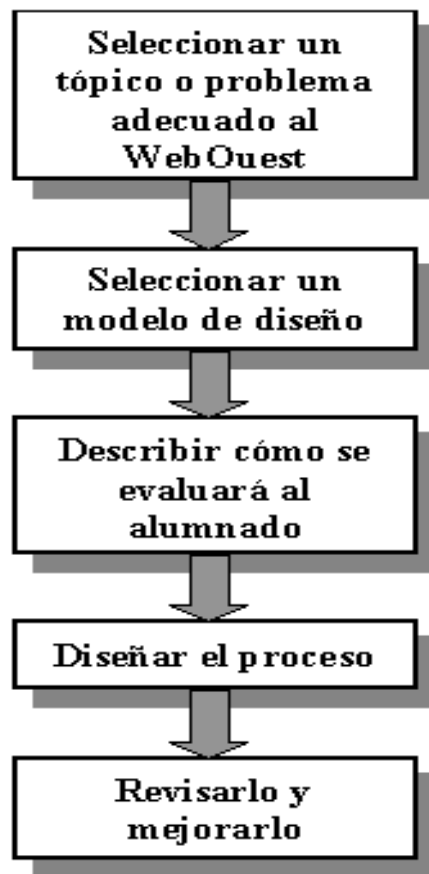 Seleccionar un
tópico o problema
adecuado al
WebOuest
Seleccionar un
modelo de diseño
Describir cómo se
evaluará al
alumnado
Diseñar el proceso
Revisarlo y
mejorarlo